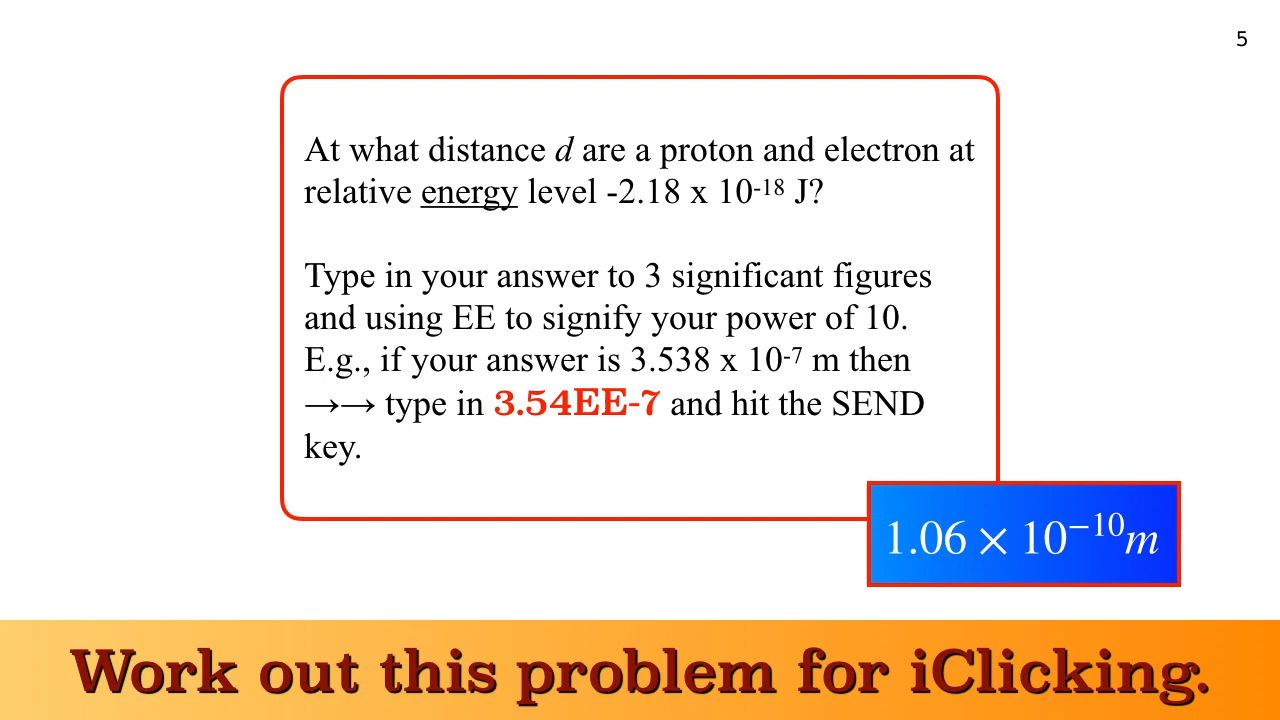 5
At what distance d are a proton and electron at
relative energy level -2.18 x 10⁻¹⁸ J?
Type in your answer to 3 significant figures
and using EE to signify your power of 10.
E.g., if your answer is 3.538 x 10⁻⁷ m then
→→ type in 3.54EE-7 and hit the SEND
key.
1.06 × 10⁻¹⁰m
Work out this problem for iClicking.